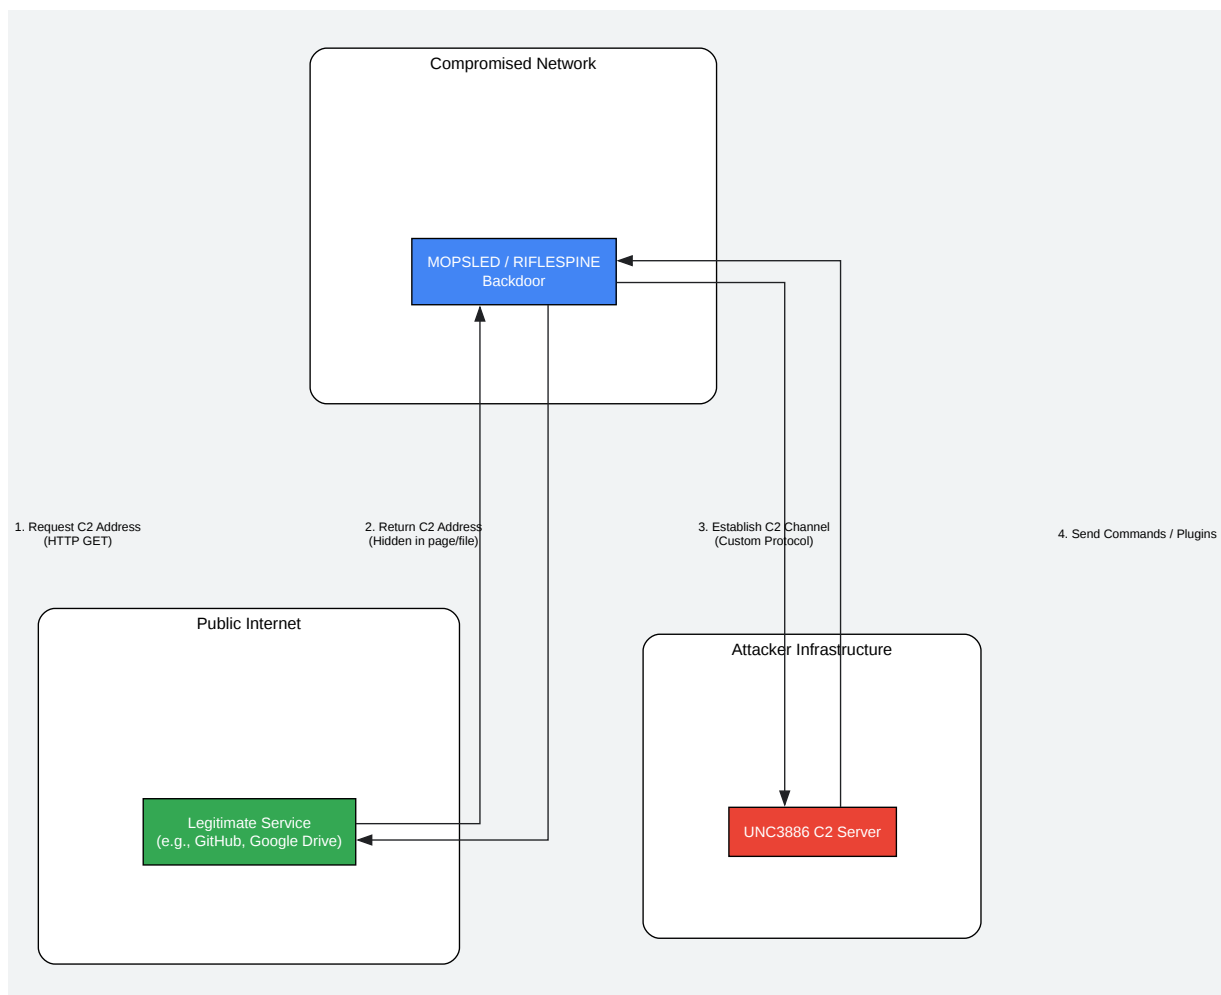 Compromised Network
MOPSLED / RIFLESPINE
Backdoor
1. Request C2 Address
(HTTP GET)
2. Return C2 Address
(Hidden in page/file)
3. Establish C2 Channel
(Custom Protocol)
4. Send Commands / Plugins
Public Internet
Legitimate Service
(e.g., GitHub, Google Drive)
Attacker Infrastructure
UNC3886 C2 Server